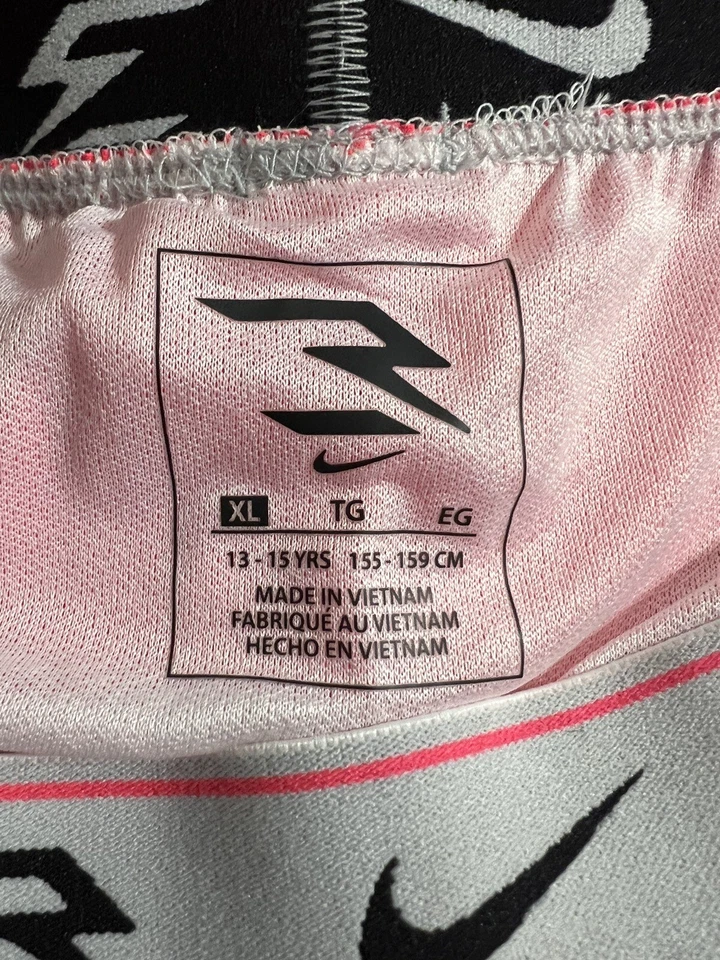 XL TG EG
13 - 15 YRS 155 - 159 CM
MADE IN VIETNAM
FABRIQUÉ AU VIETNAM
HECHO EN VIETNAM